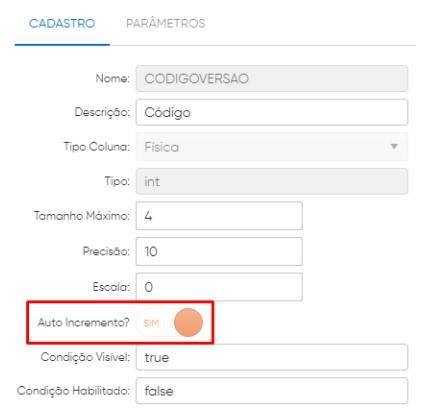 CADASTRO PARÂMETROS
Nome: CODIGOVERSAO
Descrição: Código
Tipo Coluna: Física
Tipo: int
Tamanho Máximo: 4
Precisão: 10
Escala: 0
Auto Incremento? SIM
Condição Visivel: true
Condição Habilitado: false